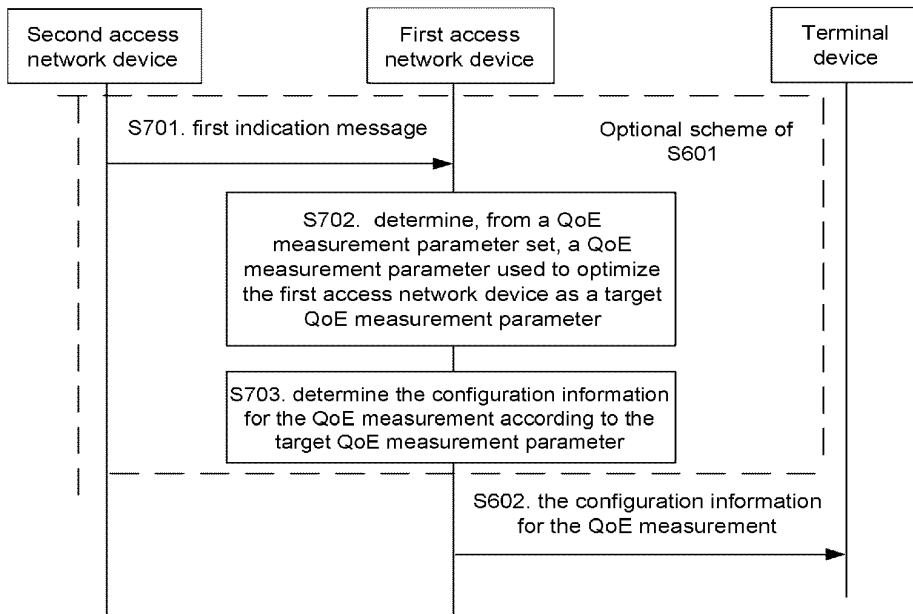 Second access
network device
First access
network device
Terminal
device
S701. first indication message
Optional scheme of
S601
S702. determine, from a QoE
measurement parameter set, a QoE
measurement parameter used to optimize
the first access network device as a target
QoE measurement parameter
S703. determine the configuration information
for the QoE measurement according to the
target QoE measurement parameter
S602. the configuration information
for the QoE measurement